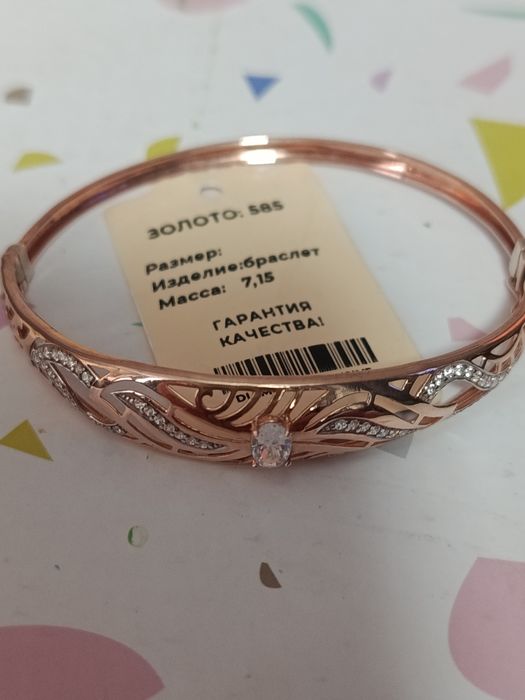 ЗОЛОТО: 585
Размер:
Изделие:браслет
Масса: 7,15
ГАРАНТИЯ
КАЧЕСТВА!